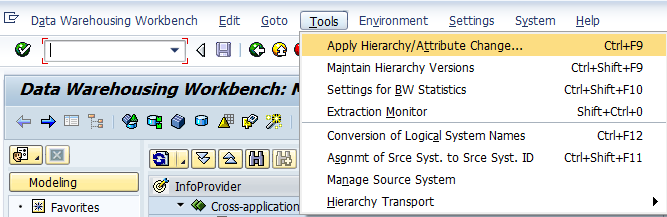 Data Warehousing Workbench Edit Goto Tools Environment Settings System Help
Apply Hierarchy/Attribute Change... Ctrl+F9
Data Warehousing Workbench: M
Maintain Hierarchy Versions Ctrl+Shift+F9
Settings for BW Statistics Ctrl+Shift+F10
Extraction Monitor Shift+Ctrl+0
Conversion of Logical System Names Ctrl+F12
Asgnmt of Srce Syst. to Srce Syst. ID Ctrl+Shift+F11
Manage Source System
Hierarchy Transport
Modeling
Favorites
InfoProvider
Cross-application